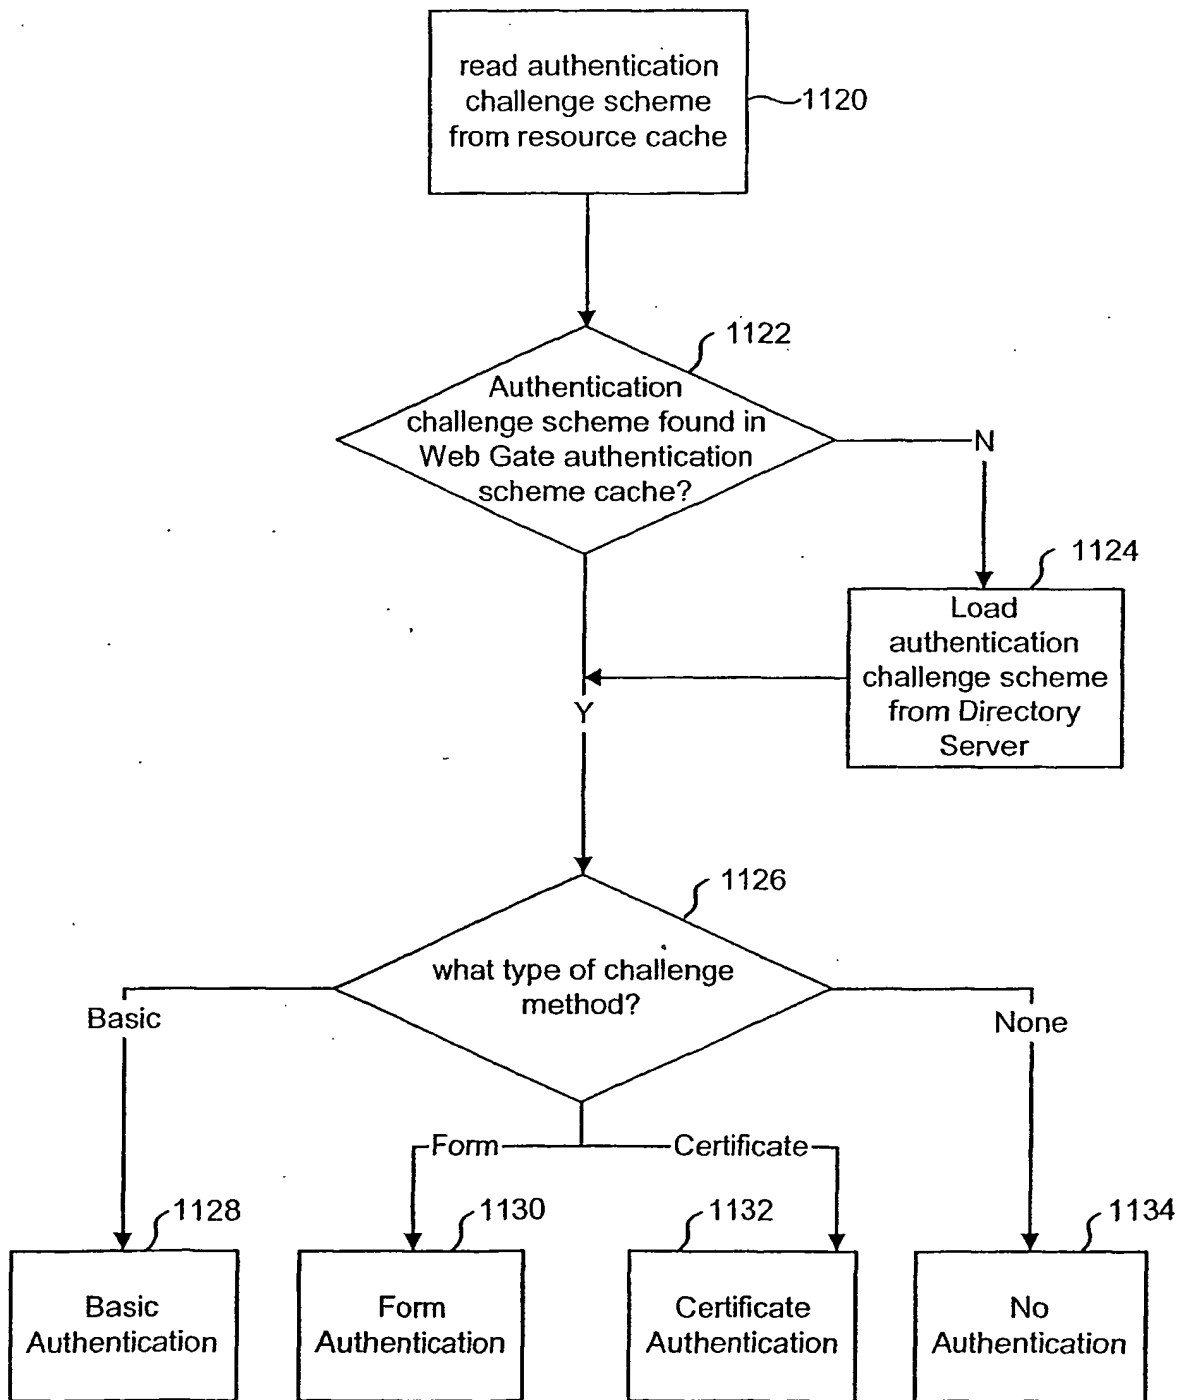 read authentication
challenge scheme
from resource cache
1120
1122
Authentication
challenge scheme found in
Web Gate authentication
scheme cache?
N
1124
Load
authentication
challenge scheme
from Directory
Server
Y
1126
what type of challenge
method?
Basic
None
Form
Certificate
1128
1130
1132
1134
Basic
Authentication
Form
Authentication
Certificate
Authentication
No
Authentication